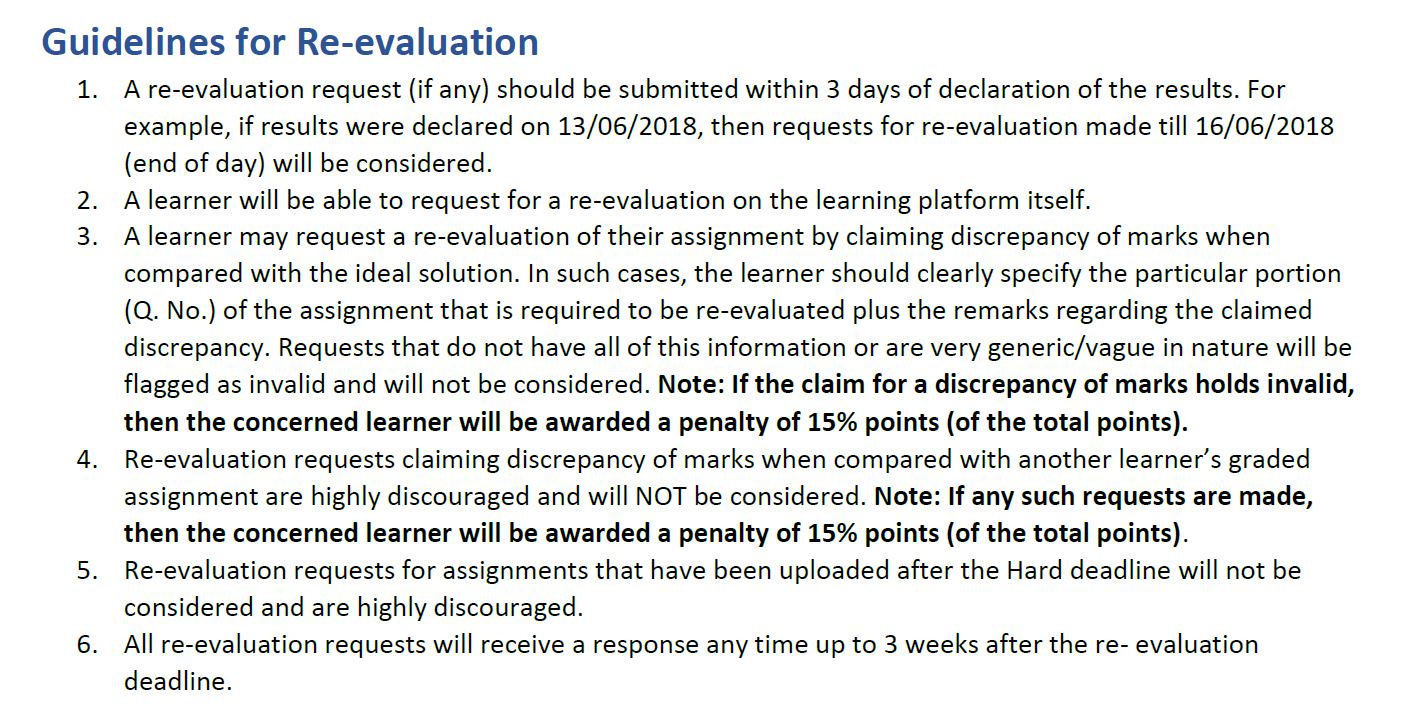 Guidelines for Re-evaluation
1. A re-evaluation request (if any) should be submitted within 3 days of declaration of the results. For
example, if results were declared on 13/06/2018, then requests for re-evaluation made till 16/06/2018
(end of day) will be considered.
2. A learner will be able to request for a re-evaluation on the learning platform itself.
3. A learner may request a re-evaluation of their assignment by claiming discrepancy of marks when
compared with the ideal solution. In such cases, the learner should clearly specify the particular portion
(Q. No.) of the assignment that is required to be re-evaluated plus the remarks regarding the claimed
discrepancy. Requests that do not have all of this information or are very generic/vague in nature will be
flagged as invalid and will not be considered. Note: If the claim for a discrepancy of marks holds invalid,
then the concerned learner will be awarded a penalty of 15% points (of the total points).
4. Re-evaluation requests claiming discrepancy of marks when compared with another learner’s graded
assignment are highly discouraged and will NOT be considered. Note: If any such requests are made,
then the concerned learner will be awarded a penalty of 15% points (of the total points).
5. Re-evaluation requests for assignments that have been uploaded after the Hard deadline will not be
considered and are highly discouraged.
6. All re-evaluation requests will receive a response any time up to 3 weeks after the re- evaluation
deadline.